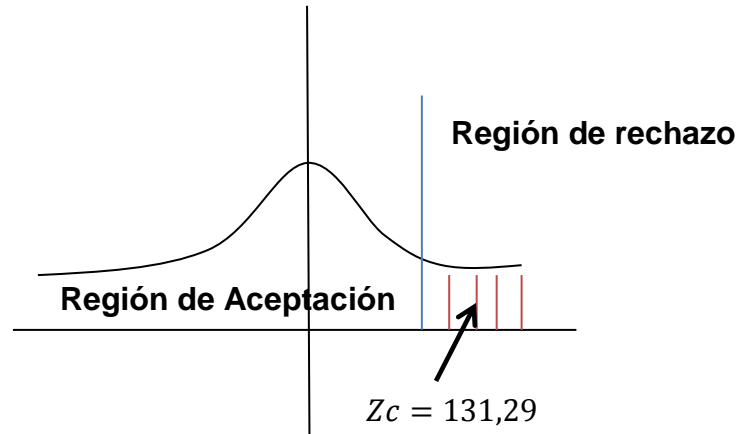 Región de rechazo
Región de Aceptación
Zc = 131,29